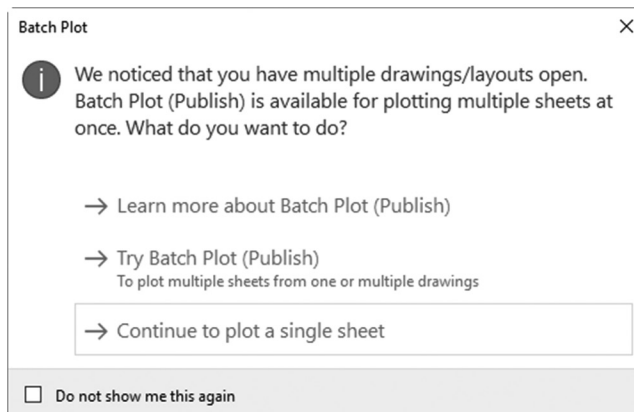 Batch Plot
We noticed that you have multiple drawings/layouts open.
Batch Plot (Publish) is available for plotting multiple sheets at
once. What do you want to do?
Learn more about Batch Plot (Publish)
Try Batch Plot (Publish)
To plot multiple sheets from one or multiple drawings
Continue to plot a single sheet
Do not show me this again